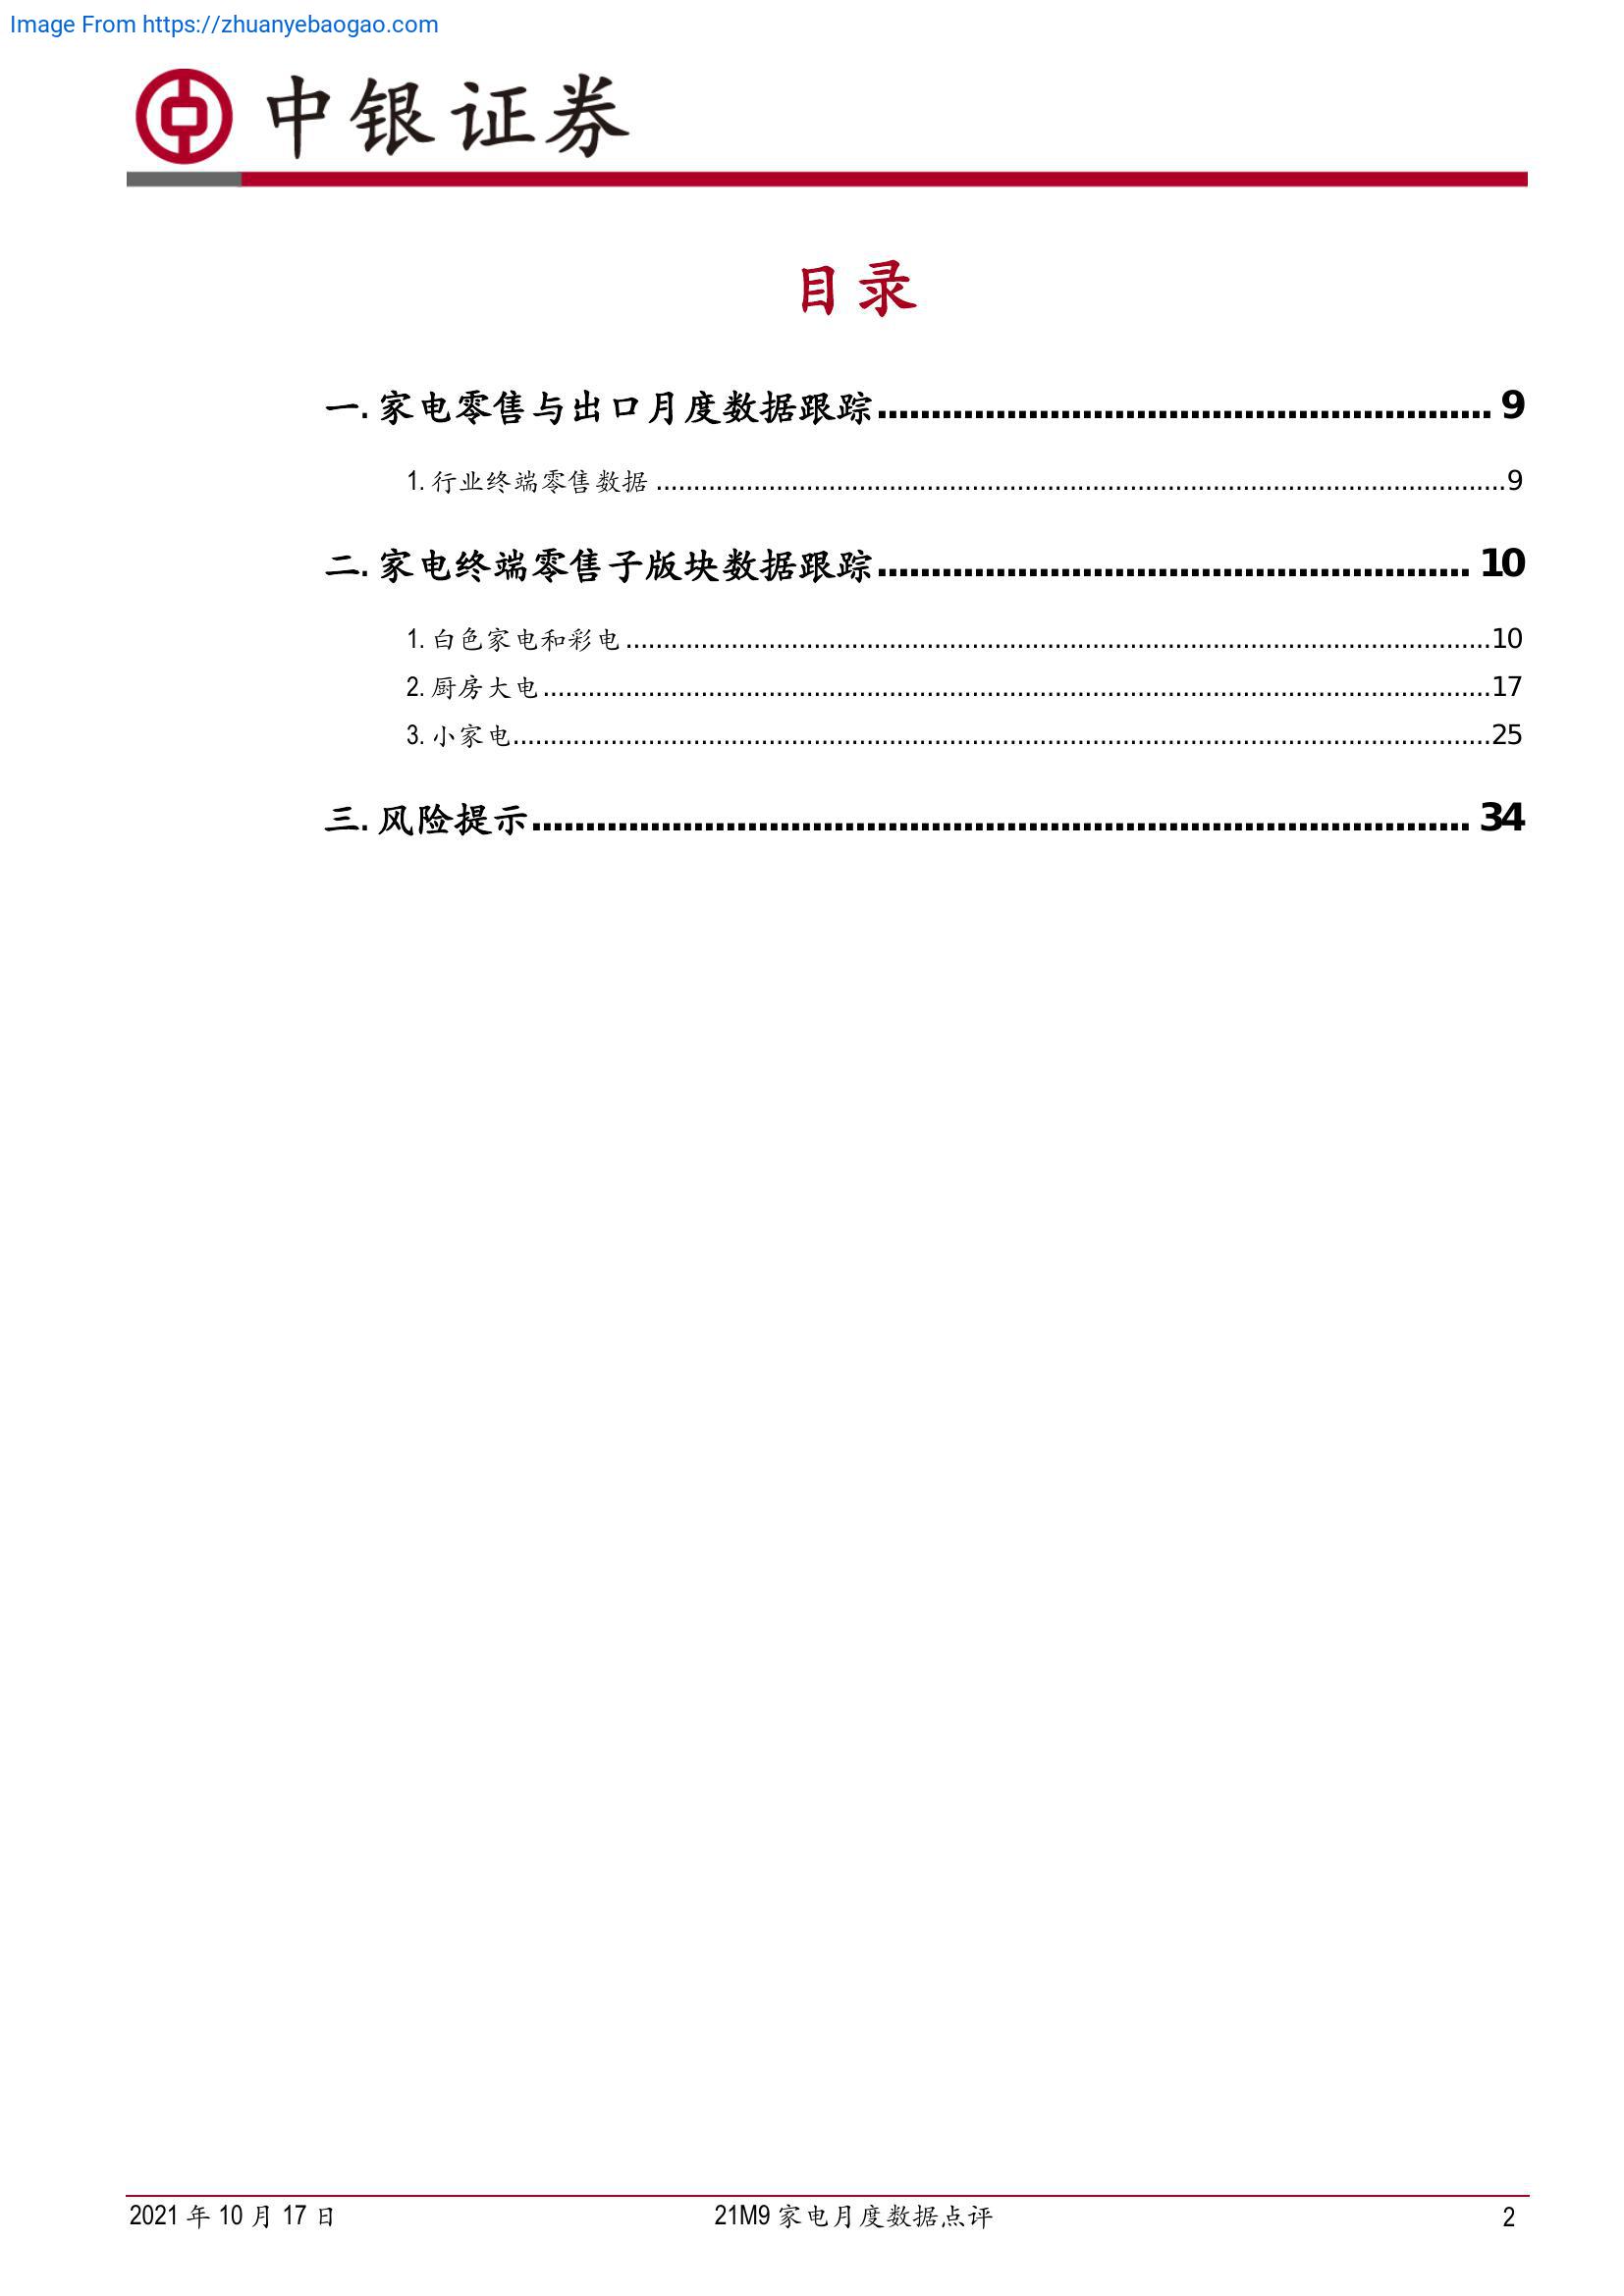 Image From https://zhuanyebaogao.com
中银证券
目录
一. 家电零售与出口月度数据跟踪........................................................ 9
1. 行业终端零售数据 ................................................................................................................9
二. 家电终端零售子版块数据跟踪...................................................... 10
1. 白色家电和彩电..................................................................................................................10
2. 厨房大电.............................................................................................................................17
3. 小家电.................................................................................................................................25
三. 风险提示..................................................................................... 34
2021 年 10 月 17 日 21M9 家电月度数据点评 2